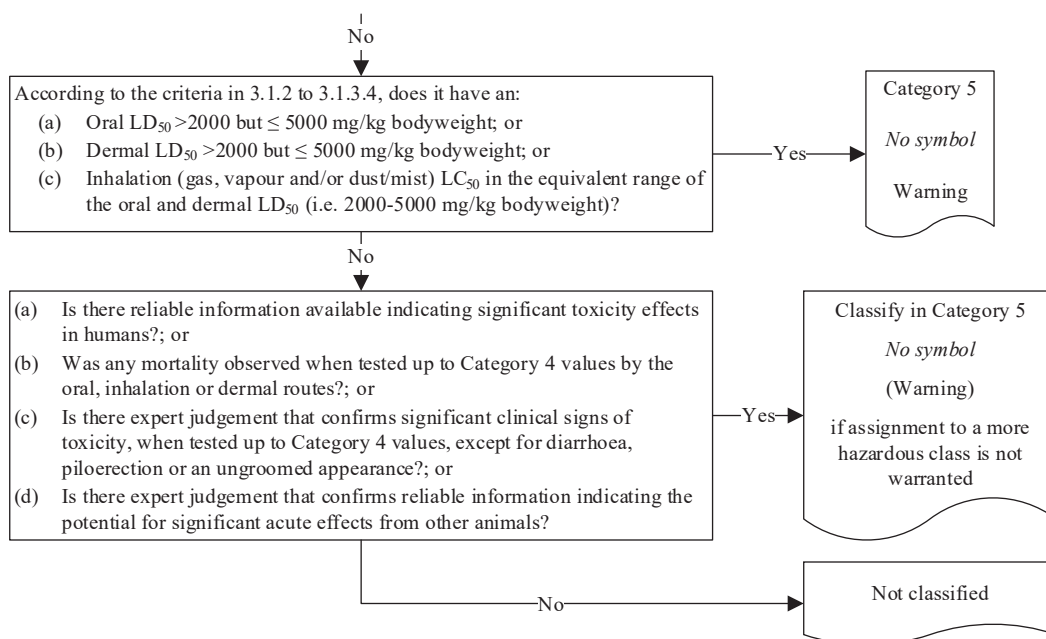 No
According to the criteria in 3.1.2 to 3.1.3.4, does it have an:
(a) Oral LD50 >2000 but ≤ 5000 mg/kg bodyweight; or
(b) Dermal LD50 >2000 but ≤ 5000 mg/kg bodyweight; or
(c) Inhalation (gas, vapour and/or dust/mist) LC50 in the equivalent range of
the oral and dermal LD50 (i.e. 2000-5000 mg/kg bodyweight)?
Yes
Category 5
No symbol
Warning
No
(a) Is there reliable information available indicating significant toxicity effects
in humans?; or
(b) Was any mortality observed when tested up to Category 4 values by the
oral, inhalation or dermal routes?; or
(c) Is there expert judgement that confirms significant clinical signs of
toxicity, when tested up to Category 4 values, except for diarrhoea,
piloerection or an ungroomed appearance?; or
(d) Is there expert judgement that confirms reliable information indicating the
potential for significant acute effects from other animals?
Yes
Classify in Category 5
No symbol
(Warning)
if assignment to a more
hazardous class is not
warranted
No
Not classified